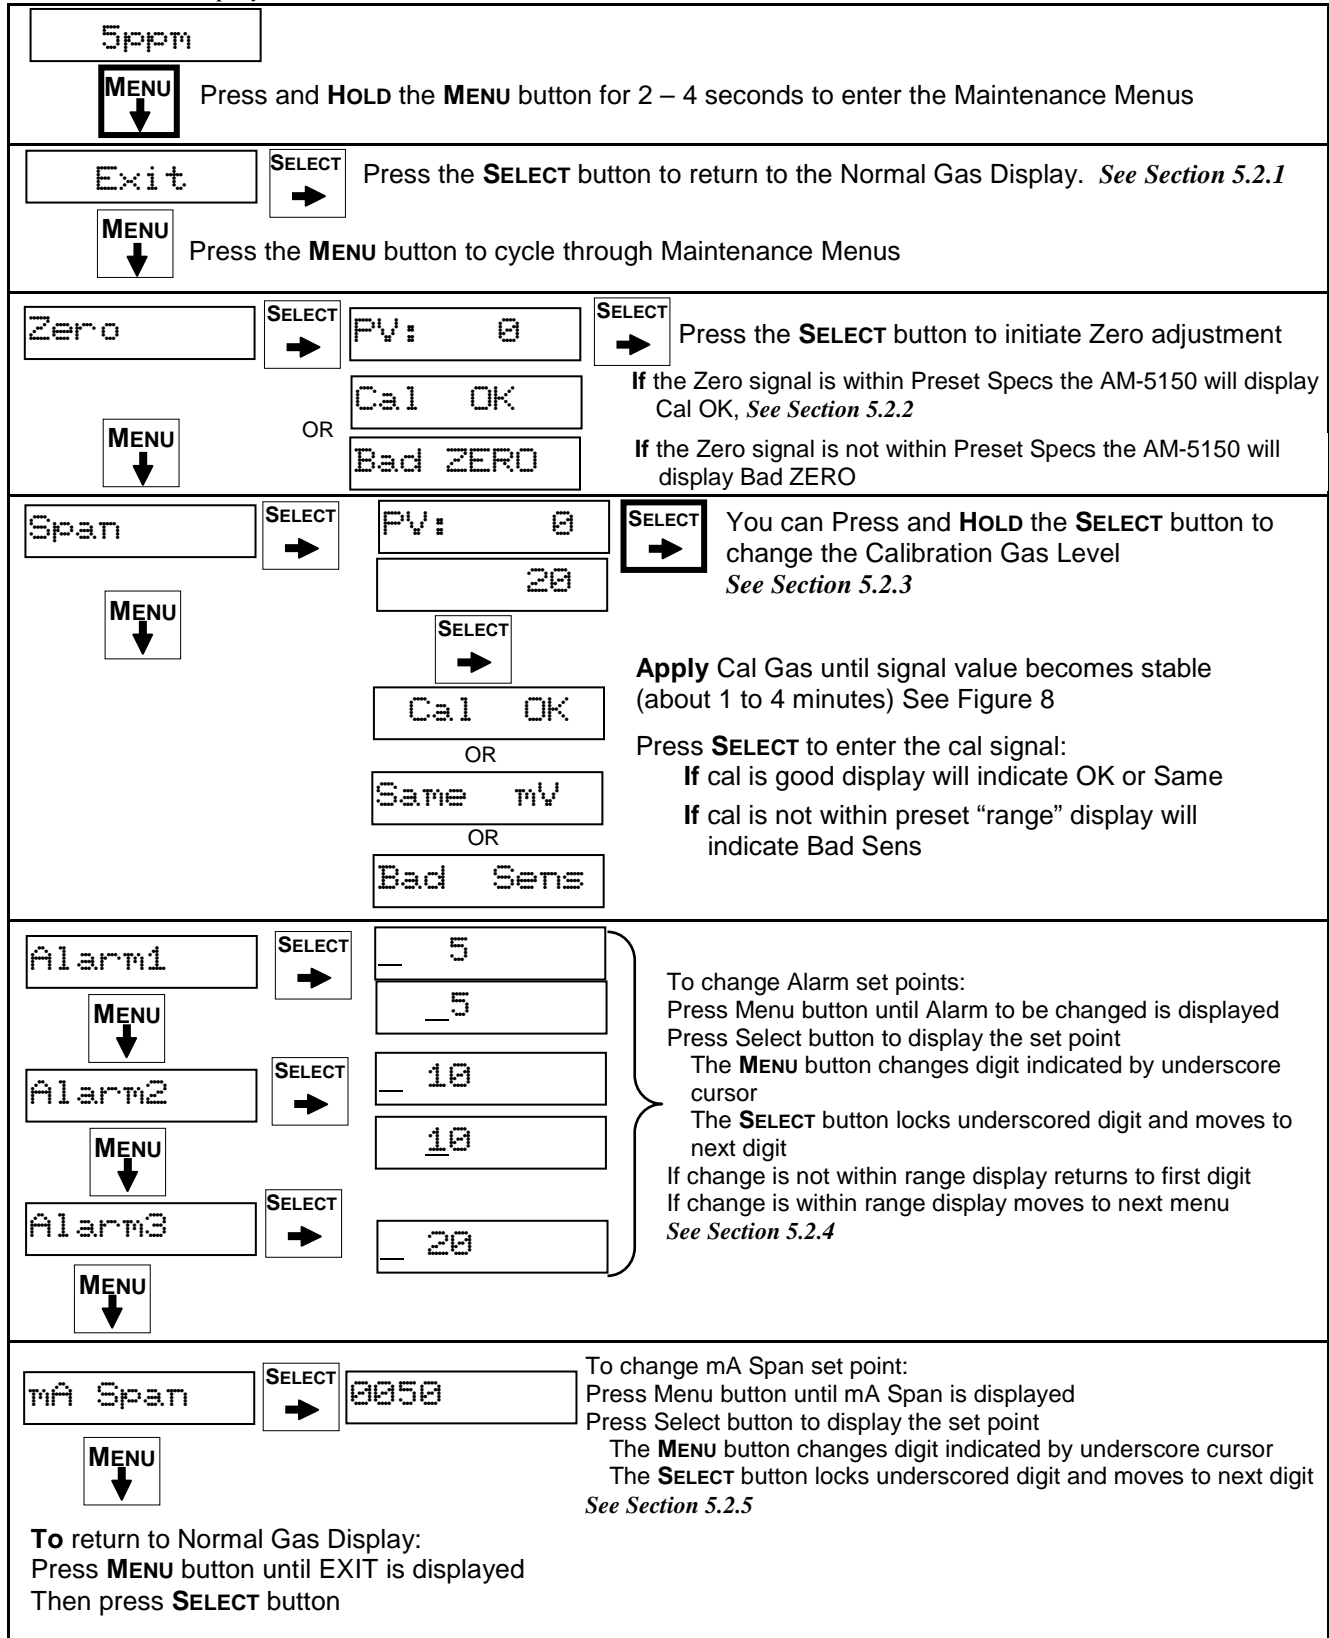 5ppm
MENU
Press and HOLD the MENU button for 2 – 4 seconds to enter the Maintenance Menus
Exit
SELECT
Press the SELECT button to return to the Normal Gas Display. See Section 5.2.1
MENU
Press the MENU button to cycle through Maintenance Menus
Zero
SELECT
PV: 0
SELECT
Press the SELECT button to initiate Zero adjustment
Cal OK
If the Zero signal is within Preset Specs the AM-5150 will display
Cal OK, See Section 5.2.2
MENU
OR
Bad ZERO
If the Zero signal is not within Preset Specs the AM-5150 will
display Bad ZERO
Span
SELECT
PV: 0
20
SELECT
You can Press and HOLD the SELECT button to
change the Calibration Gas Level
See Section 5.2.3
MENU
SELECT
Apply Cal Gas until signal value becomes stable
(about 1 to 4 minutes) See Figure 8
Cal OK
OR
Same mV
OR
Bad Sens
Press SELECT to enter the cal signal:
If cal is good display will indicate OK or Same
If cal is not within preset “range” display will
indicate Bad Sens
Alarm1
SELECT
_ 5
_5
MENU
Alarm2
SELECT
_ 10
10
MENU
Alarm3
SELECT
_ 20
MENU
To change Alarm set points:
Press Menu button until Alarm to be changed is displayed
Press Select button to display the set point
The MENU button changes digit indicated by underscore
cursor
The SELECT button locks underscored digit and moves to
next digit
If change is not within range display returns to first digit
If change is within range display moves to next menu
See Section 5.2.4
mA Span
SELECT
0050
MENU
To change mA Span set point:
Press Menu button until mA Span is displayed
Press Select button to display the set point
The MENU button changes digit indicated by underscore cursor
The SELECT button locks underscored digit and moves to next digit
See Section 5.2.5
To return to Normal Gas Display:
Press MENU button until EXIT is displayed
Then press SELECT button